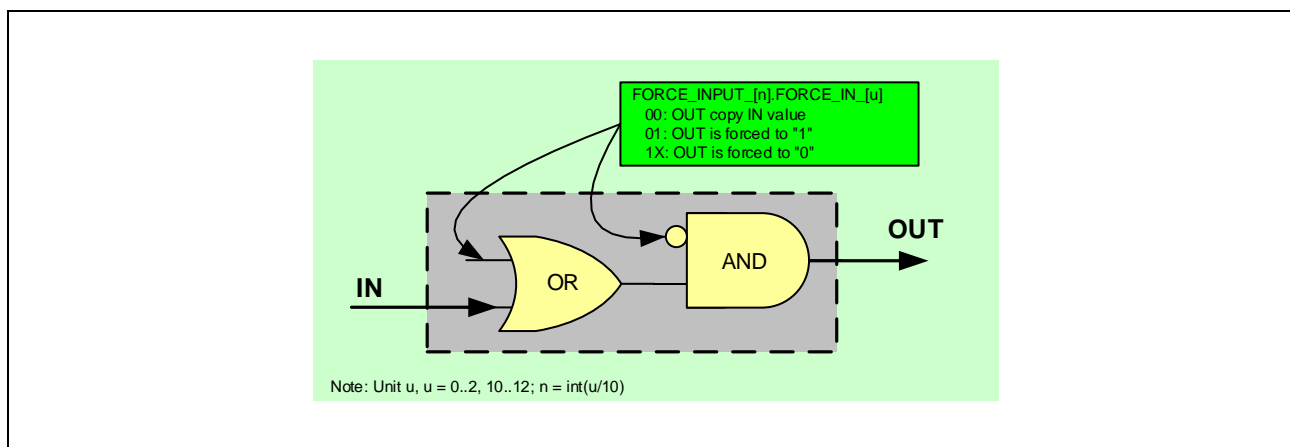 FORCE_INPUT_[n].FORCE_IN_[u]
00: OUT copy IN value
01: OUT is forced to "1"
1X: OUT is forced to "0"
OUT
AND
OR
IN
Note: Unit u, u = 0..2, 10..12; n = int(u/10)